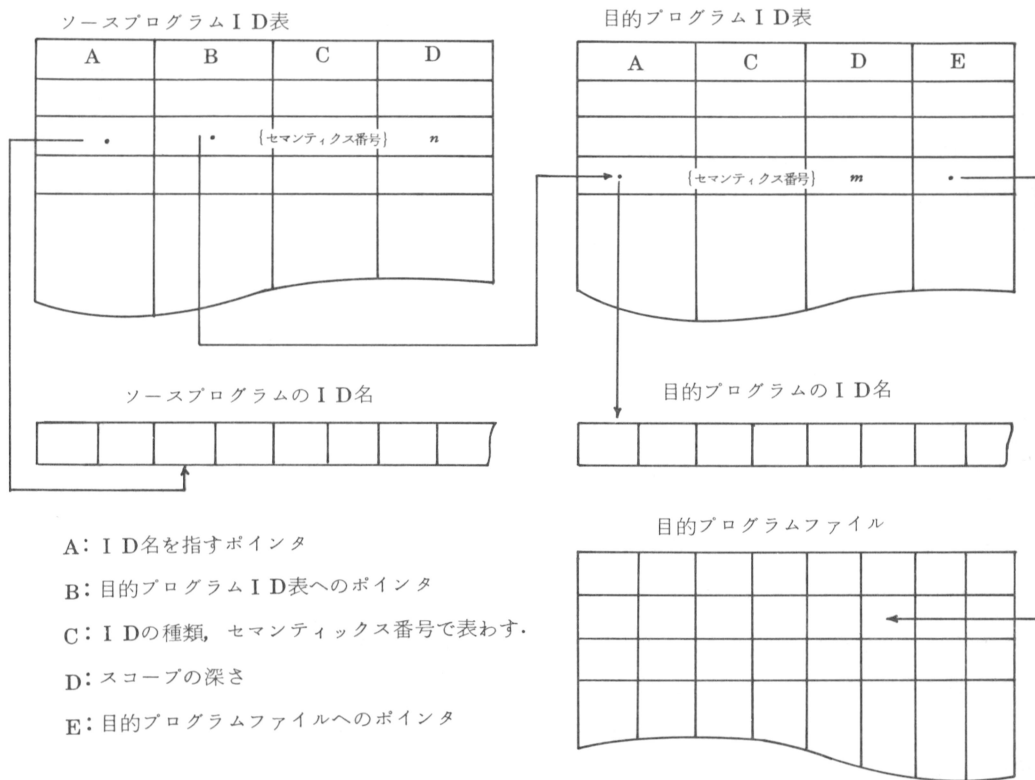 ソースプログラムID表
A B C D
{セマンティクス番号} n
目的プログラムID表
A C D E
{セマンティクス番号} m
ソースプログラムのID名
目的プログラムのID名
目的プログラムファイル
A: ID名を指すポインタ
B: 目的プログラムID表へのポインタ
C: IDの種類, セマンティックス番号で表わす.
D: スコープの深さ
E: 目的プログラムファイルへのポインタ